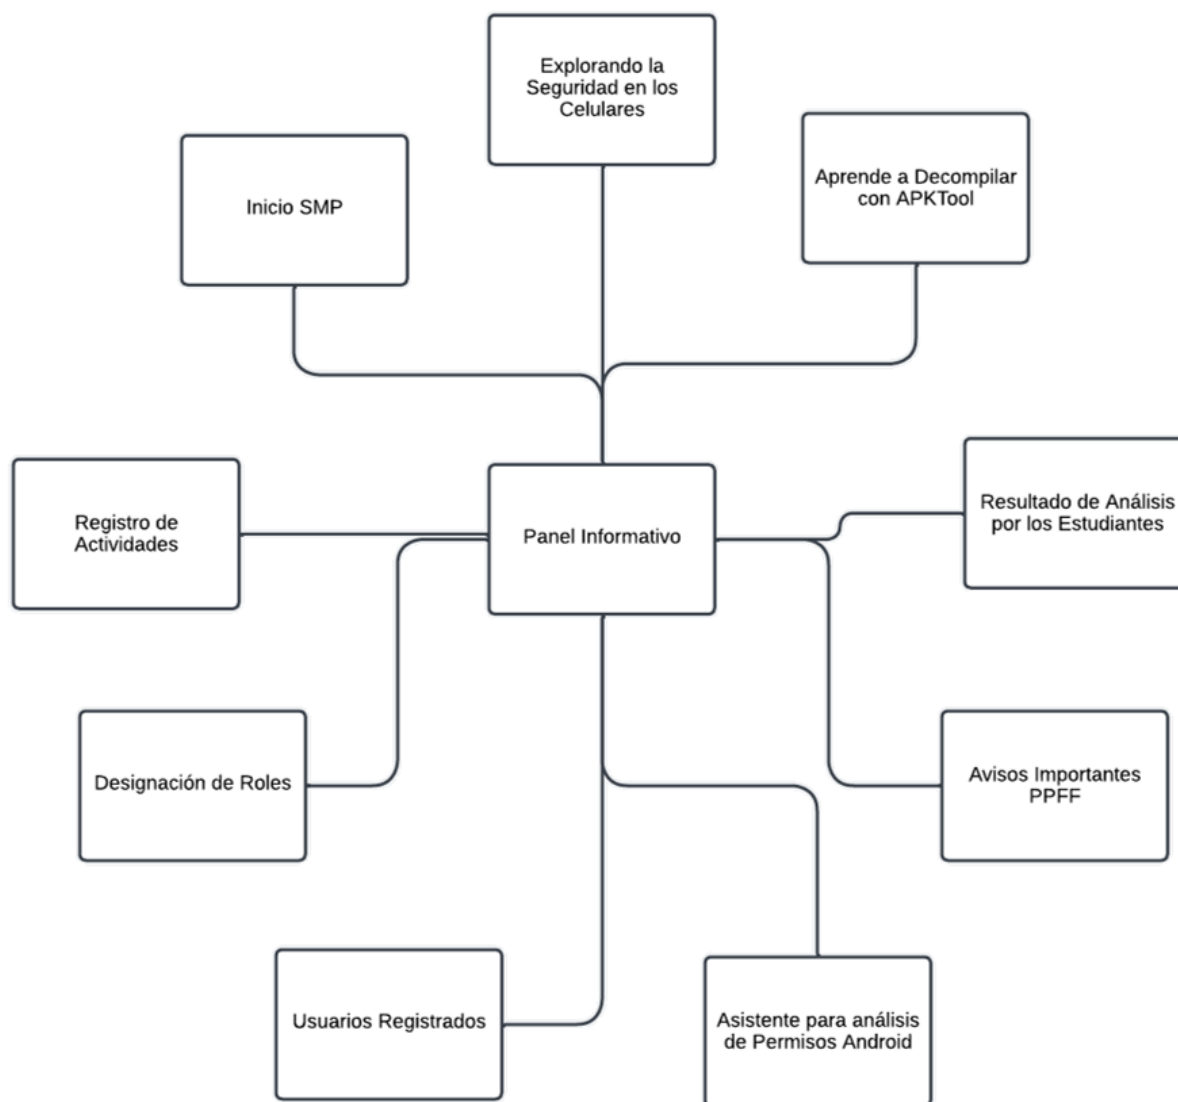 Explorando la
Seguridad en los
Celulares
Aprende a Decompilar
con APKTool
Inicio SMP
Resultado de Análisis
por los Estudiantes
Registro de
Actividades
Panel Informativo
Designación de Roles
Avisos Importantes
PPFF
Usuarios Registrados
Asistente para análisis
de Permisos Android